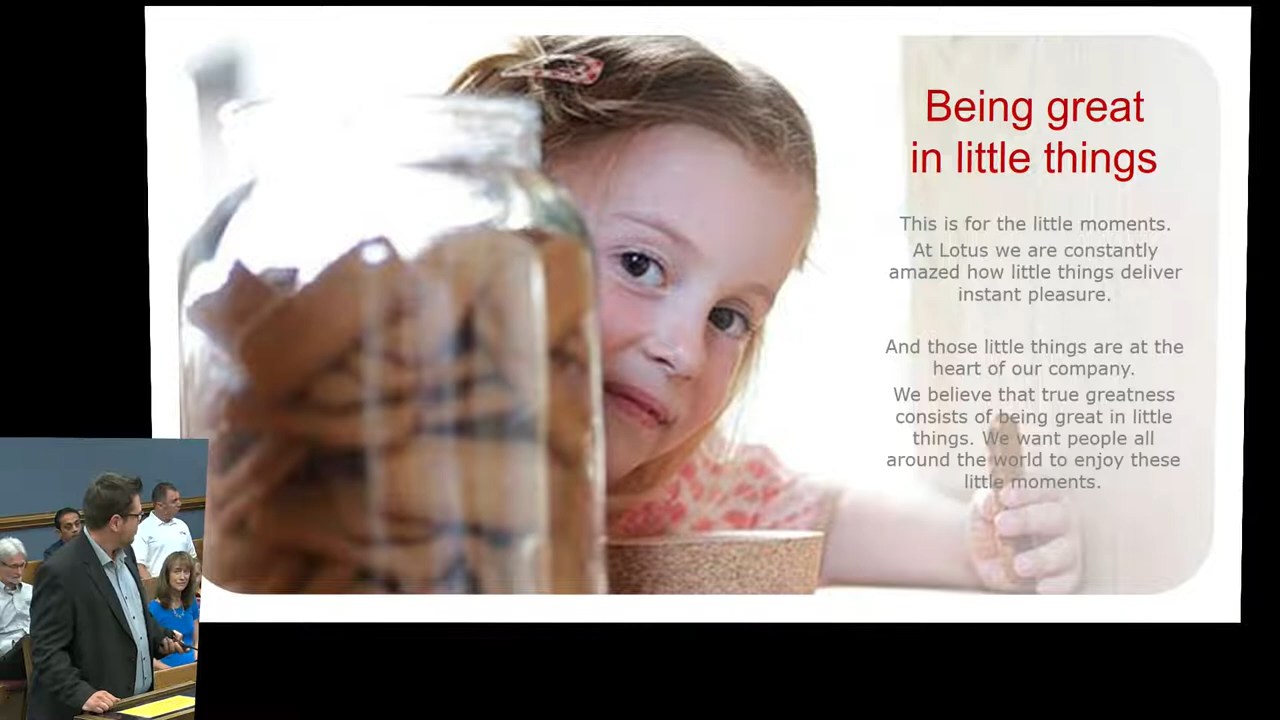 Being great
in little things
This is for the little moments.
At Lotus we are constantly
amazed how little things deliver
instant pleasure.
And those little things are at the
heart of our company.
We believe that true greatness
consists of being great in little
things. We want people all
around the world to enjoy these
little moments.